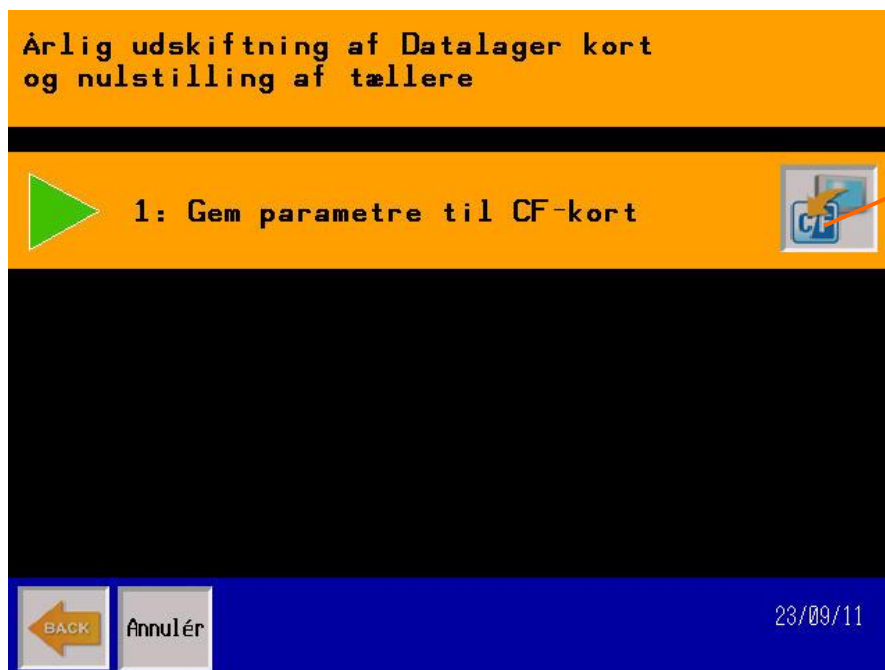 Årlig udskiftning af Datalager kort
og nulstilling af tællere
1: Gem parametre til CF-kort
CF
BACK
Annulér
23/09/11